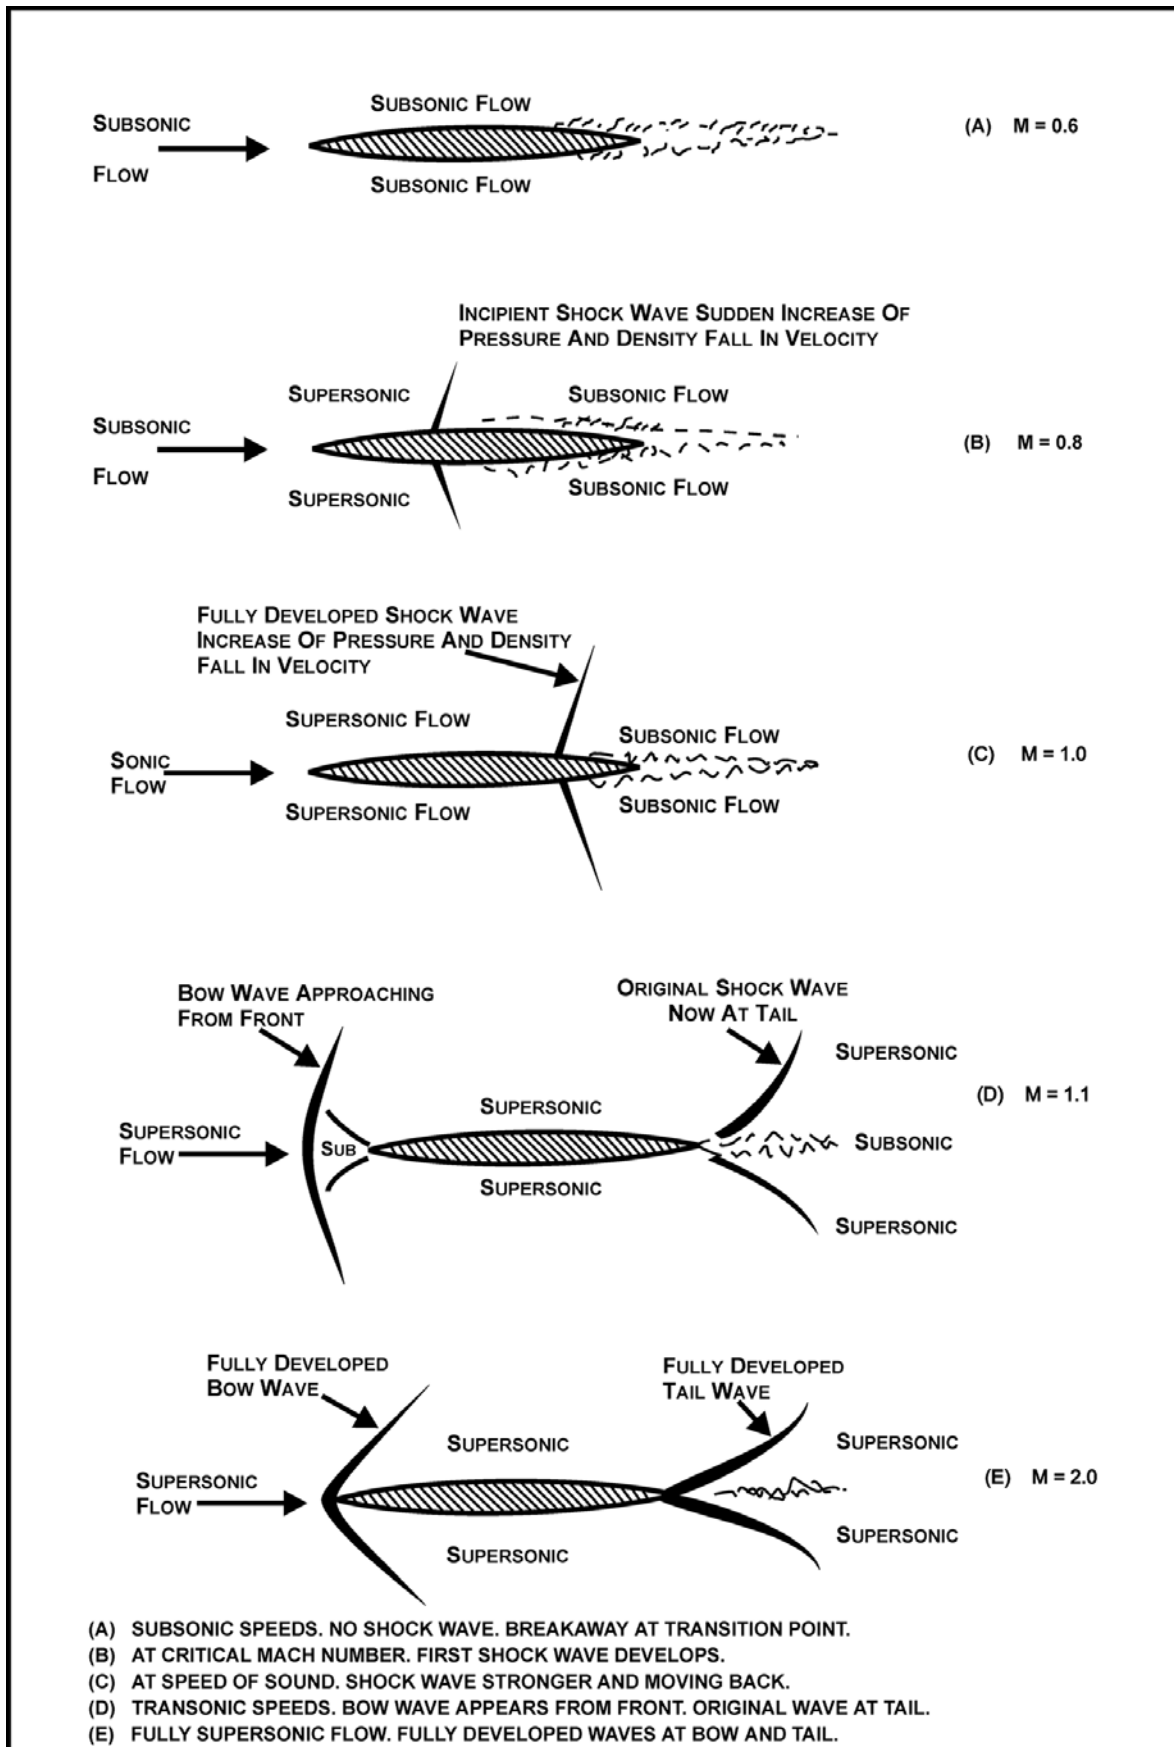 SUBSONIC FLOW
SUBSONIC
FLOW
SUBSONIC FLOW
(A) M = 0.6
INCIPIENT SHOCK WAVE SUDDEN INCREASE OF
PRESSURE AND DENSITY FALL IN VELOCITY
SUPERSONIC
SUBSONIC FLOW
SUBSONIC
FLOW
SUPERSONIC
SUBSONIC FLOW
(B) M = 0.8
FULLY DEVELOPED SHOCK WAVE
INCREASE OF PRESSURE AND DENSITY
FALL IN VELOCITY
SUPERSONIC FLOW
SUBSONIC FLOW
SONIC
FLOW
SUPERSONIC FLOW
SUBSONIC FLOW
(C) M = 1.0
BOW WAVE APPROACHING
FROM FRONT
ORIGINAL SHOCK WAVE
NOW AT TAIL
SUPERSONIC
SUPERSONIC
(D) M = 1.1
SUPERSONIC
FLOW
SUB
SUBSONIC
SUPERSONIC
SUPERSONIC
FULLY DEVELOPED
BOW WAVE
FULLY DEVELOPED
TAIL WAVE
SUPERSONIC
SUPERSONIC
SUPERSONIC
FLOW
(E) M = 2.0
SUPERSONIC
SUPERSONIC
(A) SUBSONIC SPEEDS. NO SHOCK WAVE. BREAKAWAY AT TRANSITION POINT.
(B) AT CRITICAL MACH NUMBER. FIRST SHOCK WAVE DEVELOPS.
(C) AT SPEED OF SOUND. SHOCK WAVE STRONGER AND MOVING BACK.
(D) TRANSONIC SPEEDS. BOW WAVE APPEARS FROM FRONT. ORIGINAL WAVE AT TAIL.
(E) FULLY SUPERSONIC FLOW. FULLY DEVELOPED WAVES AT BOW AND TAIL.